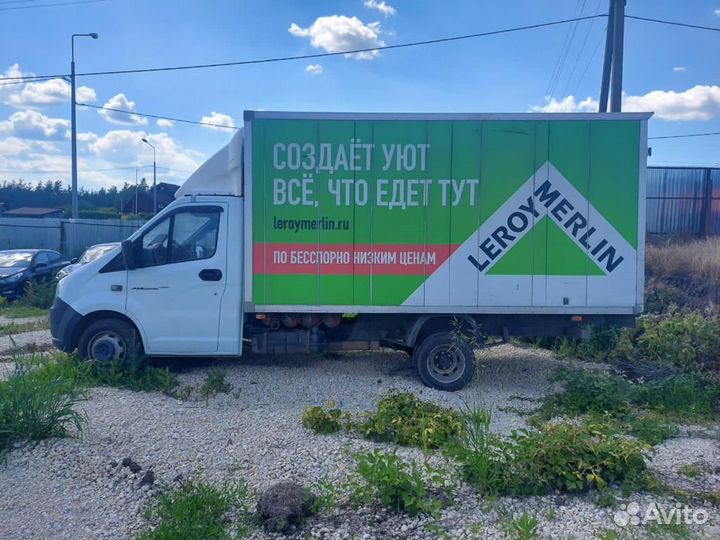 СОЗДАЁТ УЮТ
ВСЁ, ЧТО ЕДЕТ ТУТ
leroymerlin.ru
ПО БЕССПОРНО НИЗКИМ ЦЕНАМ
LEROY MERLIN
Avito